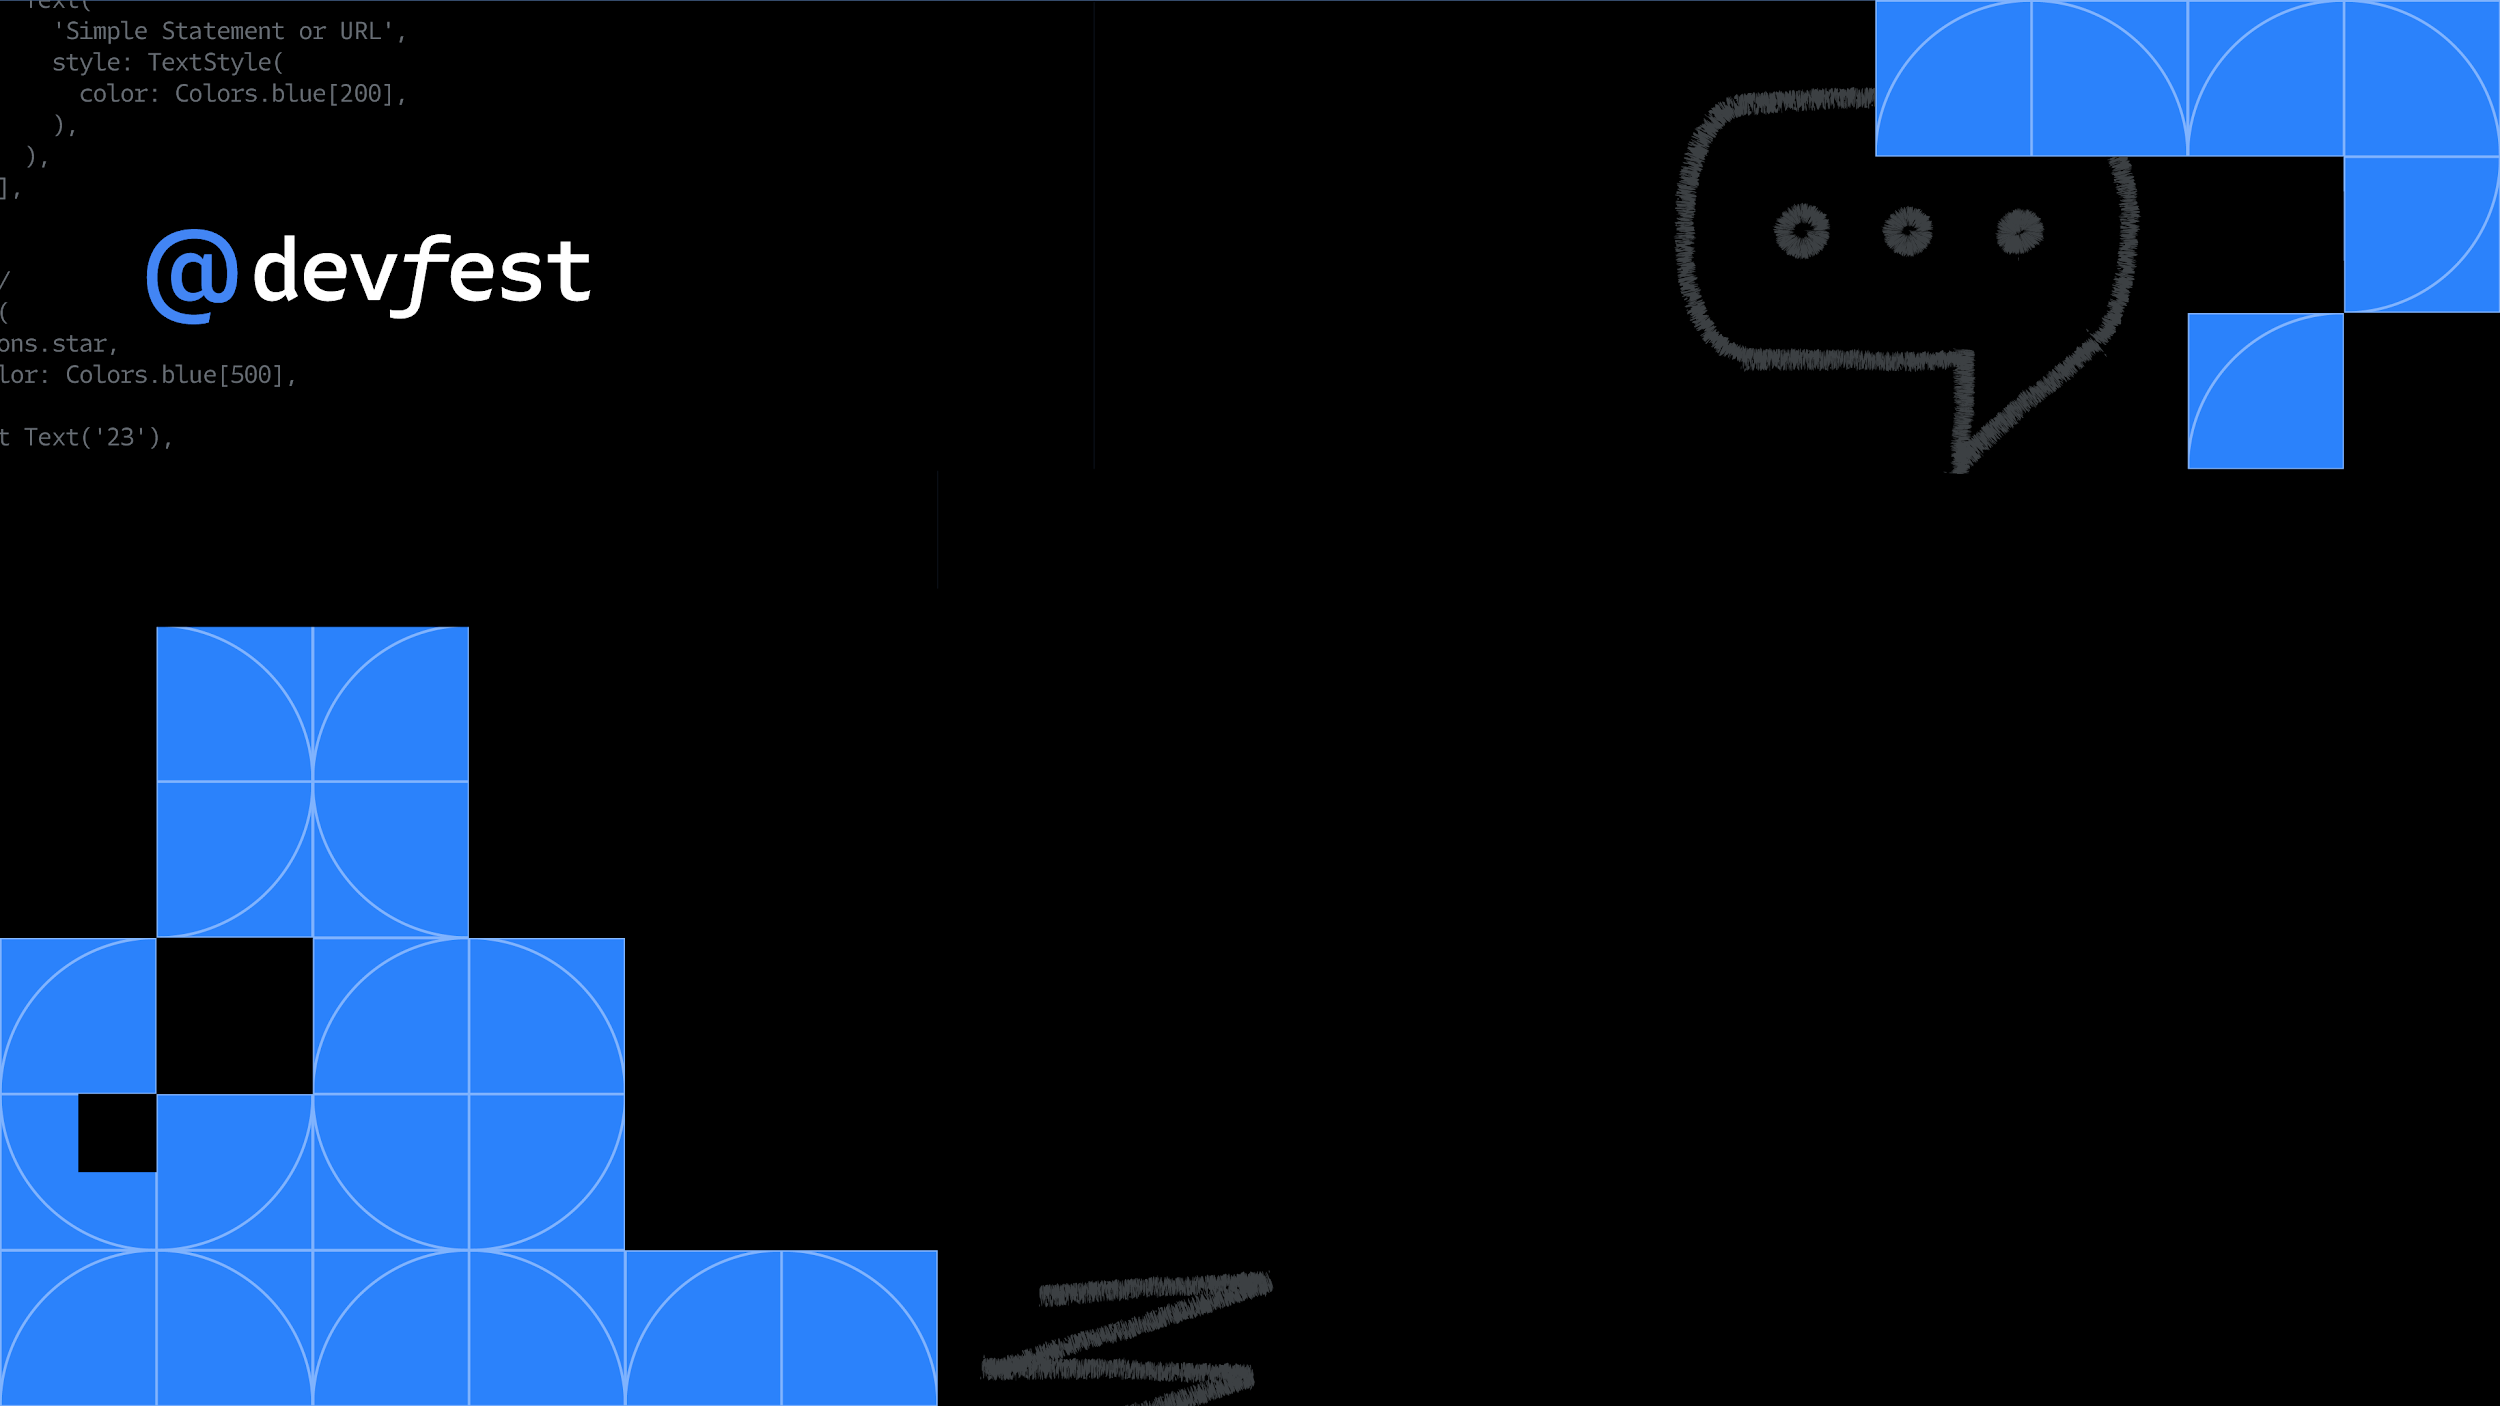 Text(
'Simple Statement or URL',
style: TextStyle(
color: Colors.blue[200],
),
),
],
@devfest
/
(
ons.star,
lor: Colors.blue[500],
t Text('23'),